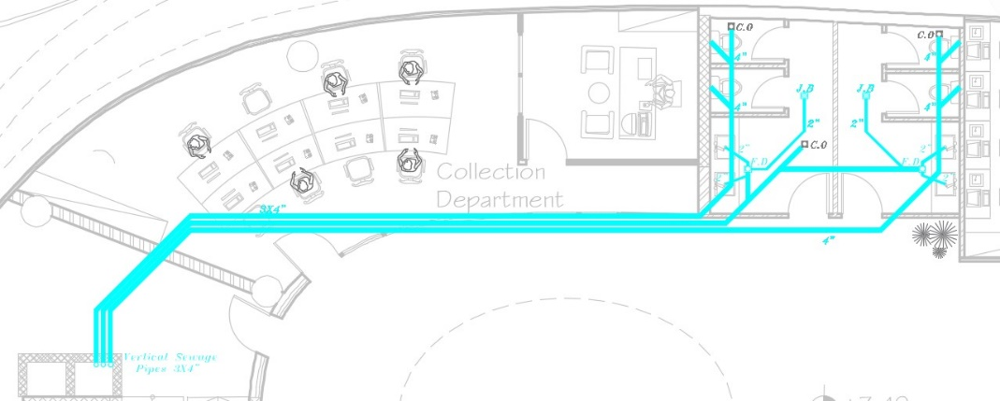 C.O
C.O
4"
4"
4"
4"
J.B
J.B
2"
2"
C.O
2"
2"
F.D
F.D
2
2
Collection
Department
3X4"
4"
Vertical Sewage
Pipes 3X4"